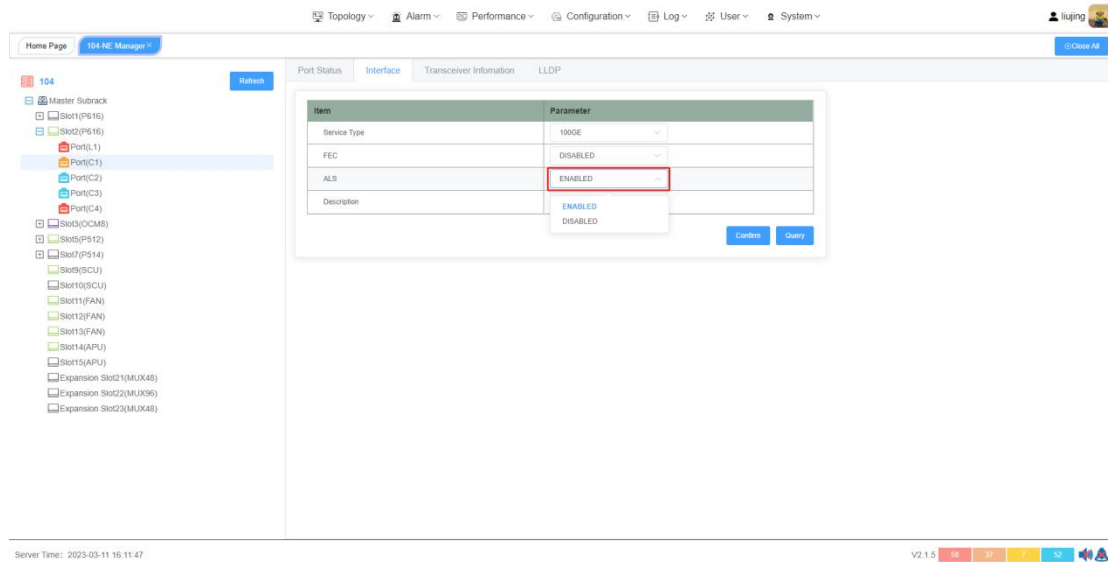 Topology Alarm Performance Configuration Log User System liujing
Home Page 104-NE Manager × Close All
104 Refresh
Master Subrack
Slot1(P616)
Slot2(P616)
Port(L1)
Port(C1)
Port(C2)
Port(C3)
Port(C4)
Slot3(OCM8)
Slot5(P512)
Slot7(P514)
Slot9(SCU)
Slot10(SCU)
Slot11(FAN)
Slot12(FAN)
Slot13(FAN)
Slot14(APU)
Slot15(APU)
Expansion Slot21(MUX48)
Expansion Slot22(MUX96)
Expansion Slot23(MUX48)
Port Status Interface Transceiver Infomation LLDP
Item Parameter
Service Type 100GE
FEC DISABLED
ALS ENABLED
Description
ENABLED
DISABLED
Confirm Query
Server Time: 2023-03-11 16:11:47
V2.1.5 58 37 7 52